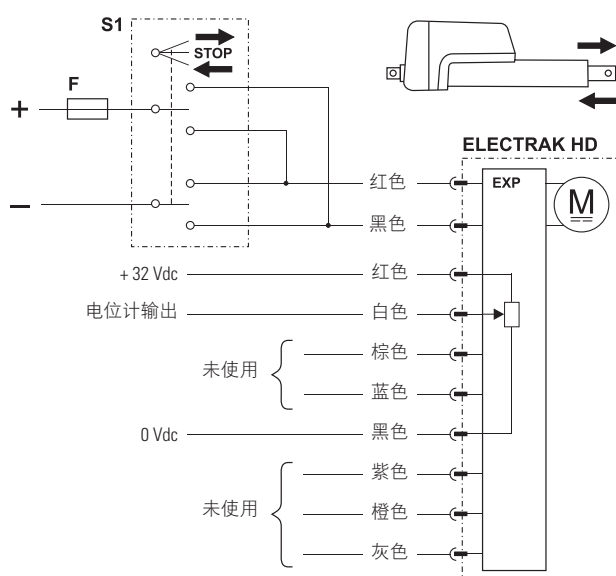 S1
STOP
F
+
−
ELECTRAK HD
EXP
M
红色
黑色
+ 32 Vdc
红色
电位计输出
白色
未使用
棕色
蓝色
0 Vdc
黑色
未使用
紫色
橙色
灰色